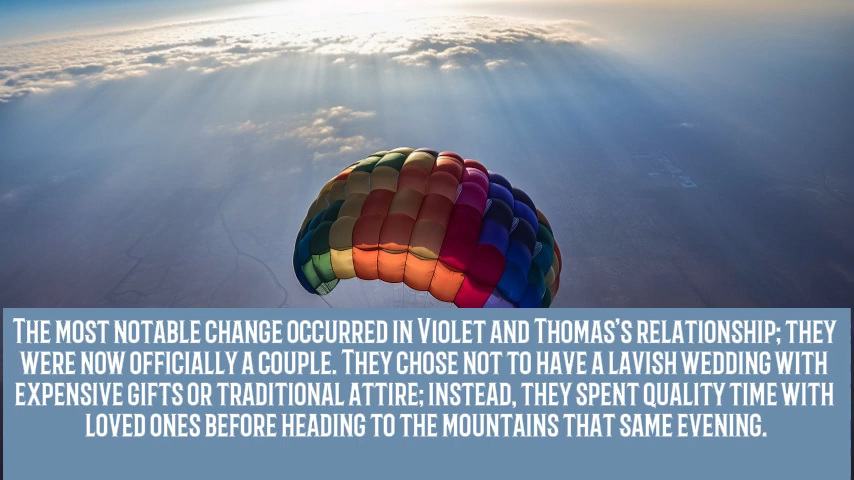 The most notable change occurred in Violet and Thomas's relationship; they
were now officially a couple. They chose not to have a lavish wedding with
expensive gifts or traditional attire; instead, they spent quality time with
loved ones before heading to the mountains that same evening.